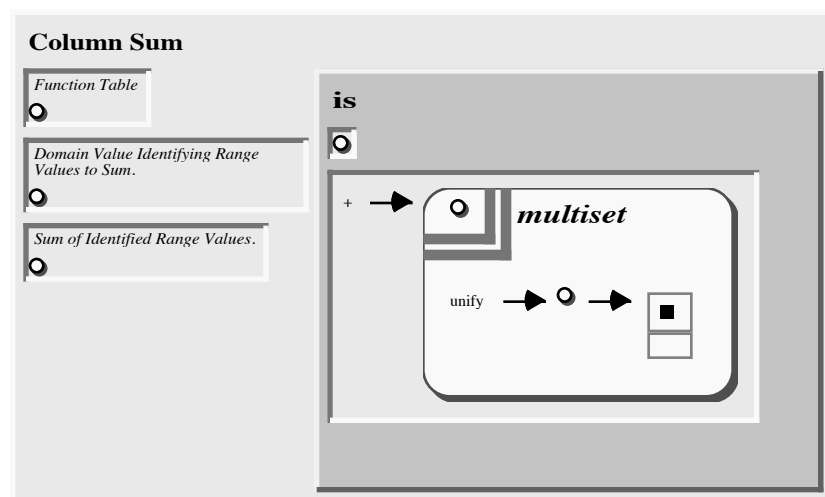 Column Sum
Function Table
Domain Value Identifying Range
Values to Sum.
Sum of Identified Range Values.
is
+
multiset
unify